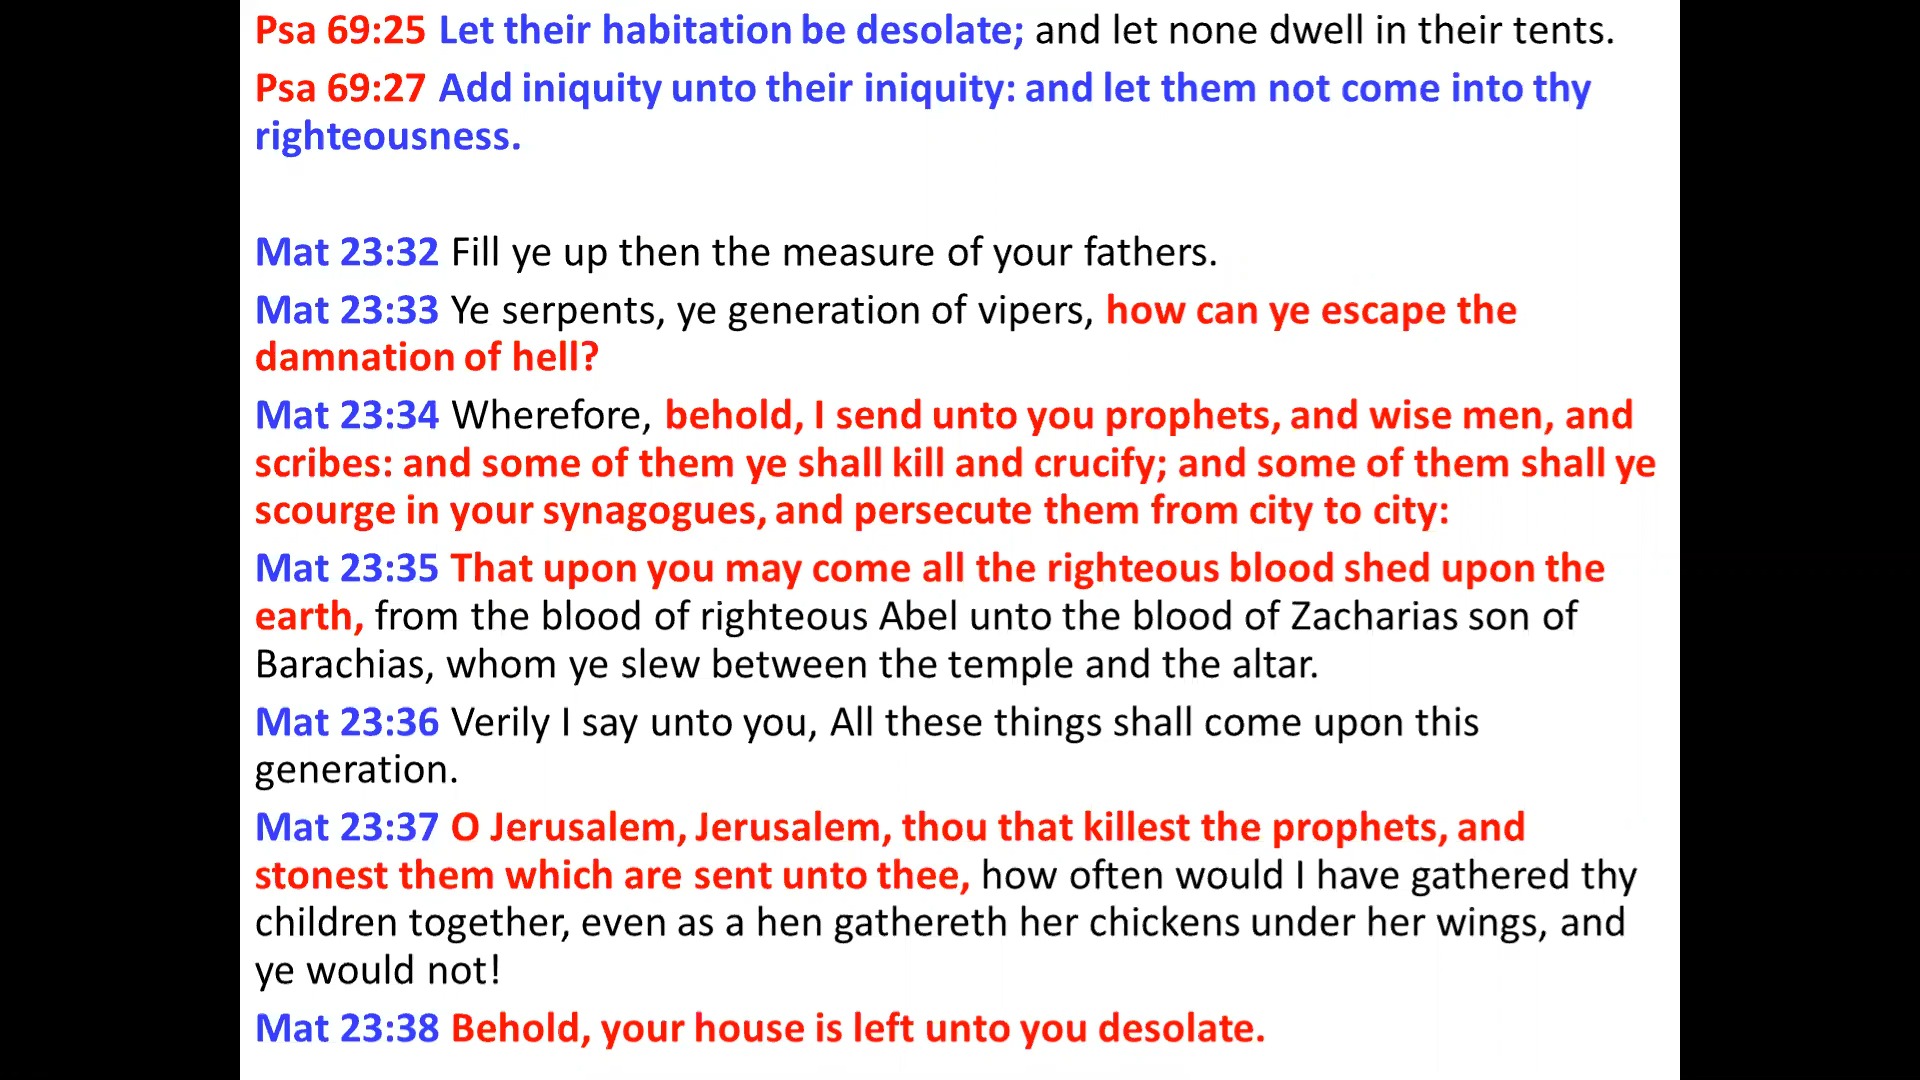 Psa 69:25 Let their habitation be desolate; and let none dwell in their tents.
Psa 69:27 Add iniquity unto their iniquity: and let them not come into thy
righteousness.
Mat 23:32 Fill ye up then the measure of your fathers.
Mat 23:33 Ye serpents, ye generation of vipers, how can ye escape the
damnation of hell?
Mat 23:34 Wherefore, behold, I send unto you prophets, and wise men, and
scribes: and some of them ye shall kill and crucify; and some of them shall ye
scourge in your synagogues, and persecute them from city to city:
Mat 23:35 That upon you may come all the righteous blood shed upon the
earth, from the blood of righteous Abel unto the blood of Zacharias son of
Barachias, whom ye slew between the temple and the altar.
Mat 23:36 Verily I say unto you, All these things shall come upon this
generation.
Mat 23:37 O Jerusalem, Jerusalem, thou that killest the prophets, and
stonest them which are sent unto thee, how often would I have gathered thy
children together, even as a hen gathereth her chickens under her wings, and
ye would not!
Mat 23:38 Behold, your house is left unto you desolate.